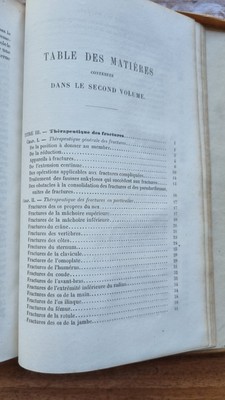 TABLE DES MATIÈRES
CONTENUES
DANS LE SECOND VOLUME.
III. — Thérapeutique des fractures
I. — Thérapeutique générale des fractures
De la position à donner au membre
De la réduction
Appareils à fractures
De l'extension continue
Des opérations applicables aux fractures compliquées
Traitement des fausses ankyloses qui succèdent aux fractures
Des obstacles à la consolidation des fractures et des pseudarthroses
suites de fractures
II. — Thérapeutique des fractures en particulier
Fractures des os propres du nez
Fractures de la mâchoire supérieure
Fractures de la mâchoire inférieure
Fractures du crâne
Fractures des vertèbres
Fractures des côtes
Fractures du sternum
Fractures de la clavicule
Fractures de l'omoplate
Fractures de l'humérus
Fractures du coude
Fractures de l'avant-bras
Fractures de l'extrémité inférieure du radius
Fractures des os de la main
Fractures de l'os iliaque
Fractures du fémur
Fractures de la rotule
Fractures des os de la jambe